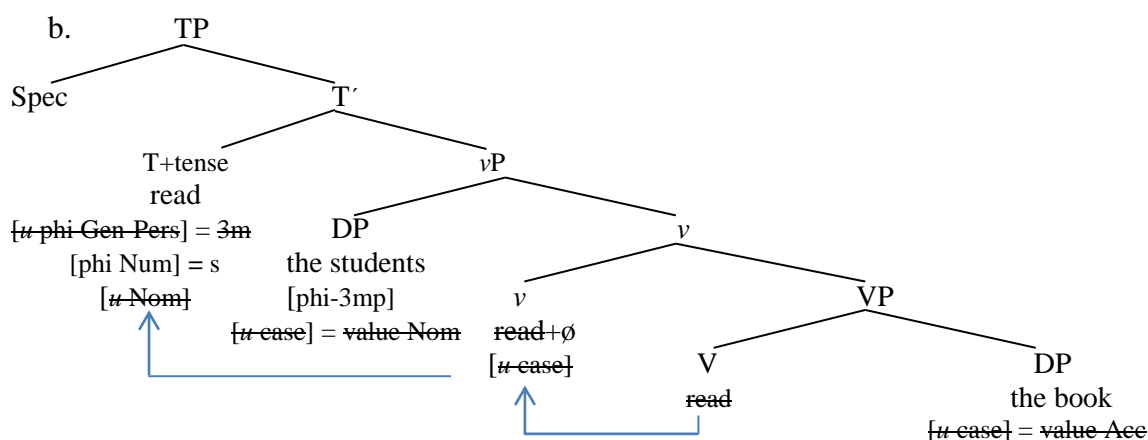 b. TP
Spec T´
T+tense vP
read
[u phi Gen Pers] = 3m DP v
[phi Num] = s the students
[u Nom] [phi-3mp] v VP
[u case] = value Nom read+ø
[u case] V DP
read the book
[u case] = value Acc